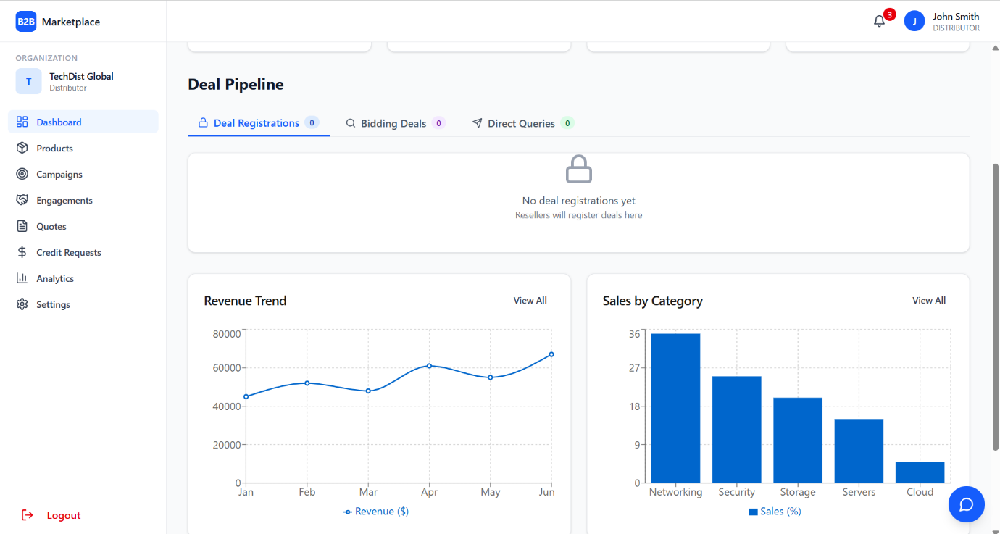 B2B Marketplace
3
J
John Smith
DISTRIBUTOR
ORGANIZATION
T
TechDist Global
Distributor
Dashboard
Products
Campaigns
Engagements
Quotes
Credit Requests
Analytics
Settings
Logout
Deal Pipeline
Deal Registrations 0 Bidding Deals 0 Direct Queries 0
No deal registrations yet
Resellers will register deals here
Revenue Trend View All
80000
60000
40000
20000
0
Jan Feb Mar Apr May Jun
Revenue ($)
Sales by Category View All
36
27
18
9
0
Networking Security Storage Servers Cloud
Sales (%)